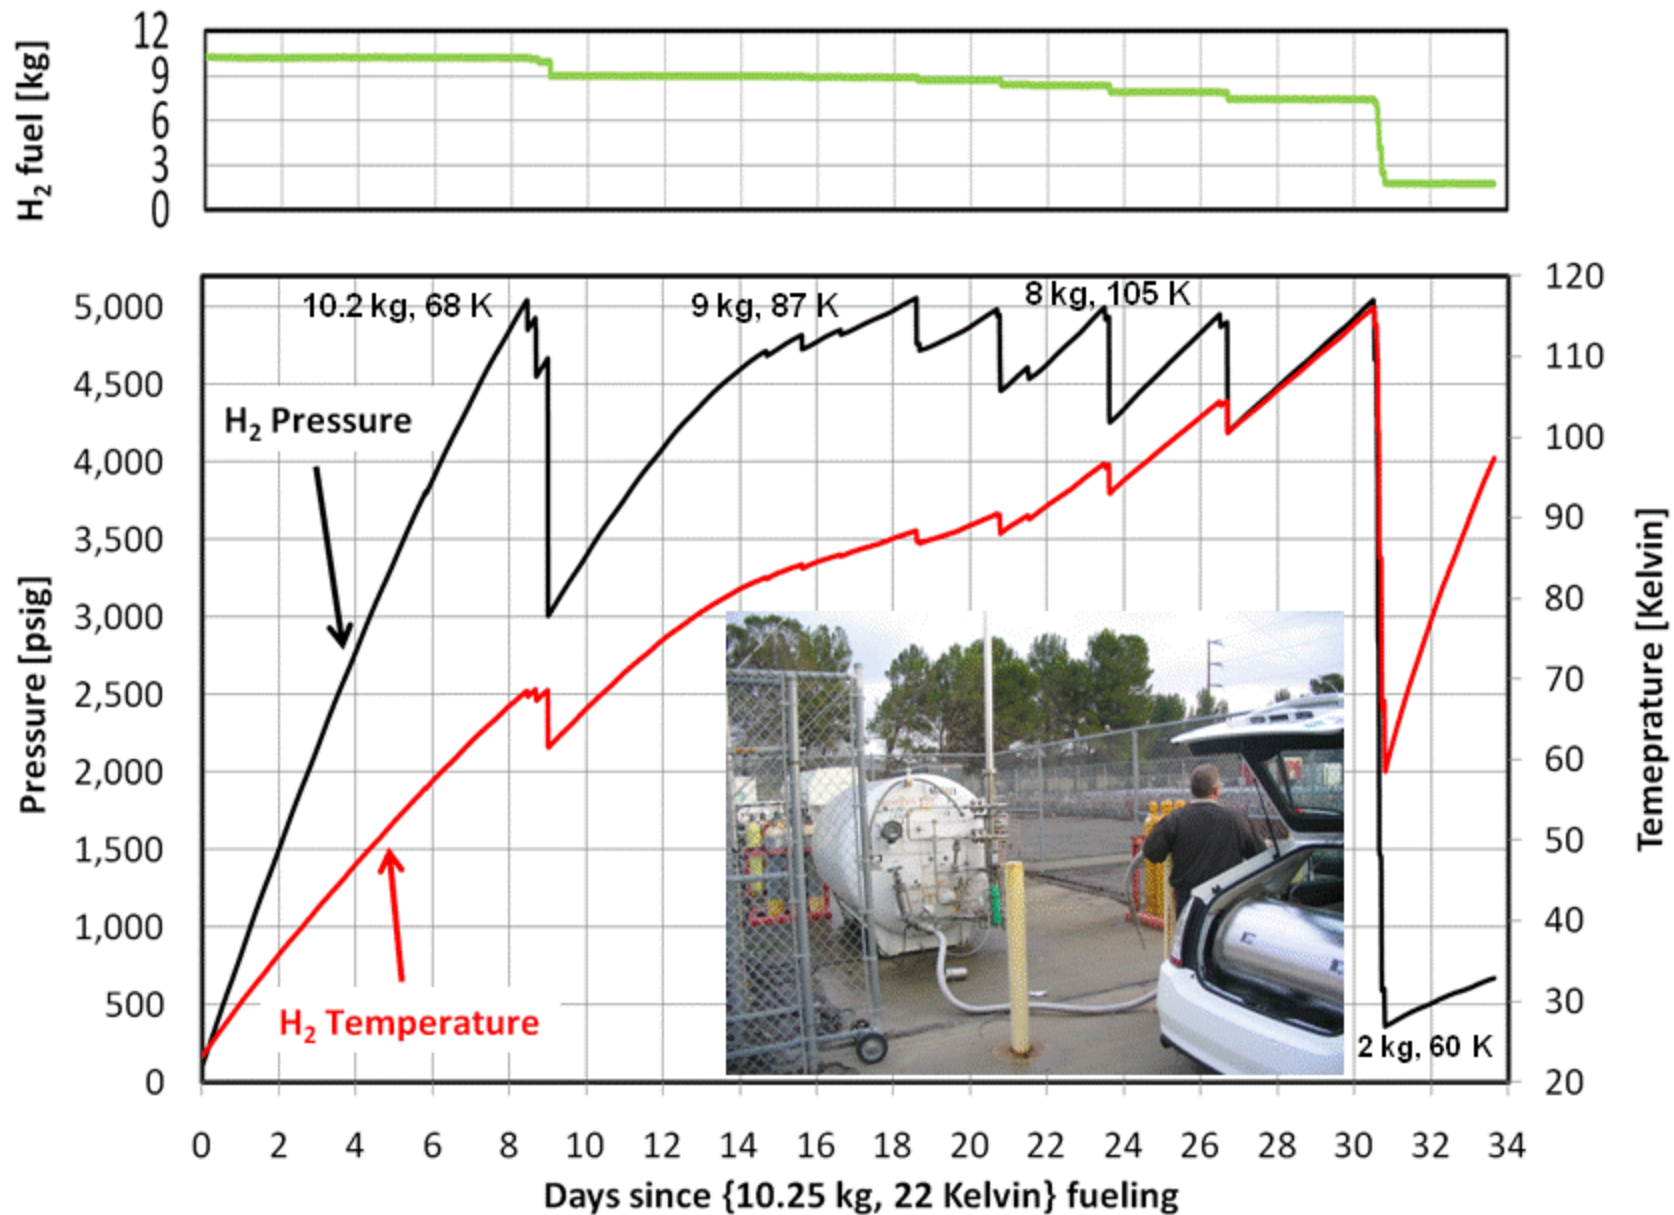 H2 fuel [kg]
12
9
6
3
0
Pressure [psig]
5,000
4,500
4,000
3,500
3,000
2,500
2,000
1,500
1,000
500
0
10.2 kg, 68 K
9 kg, 87 K
8 kg, 105 K
H2 Pressure
H2 Temperature
2 kg, 60 K
120
110
100
90
80
70
60
50
40
30
20
Temeprature [Kelvin]
0 2 4 6 8 10 12 14 16 18 20 22 24 26 28 30 32 34
Days since {10.25 kg, 22 Kelvin} fueling